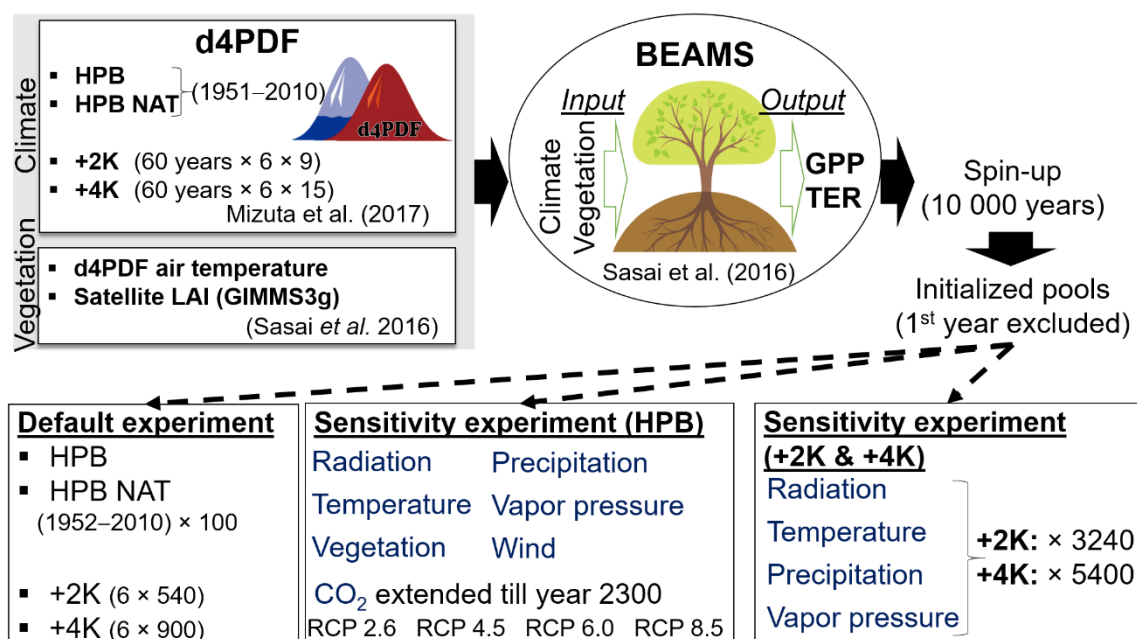 Climate
Vegetation
d4PDF
▪ HPB
▪ HPB NAT
(1951–2010)
d4PDF
▪ +2K (60 years × 6 × 9)
▪ +4K (60 years × 6 × 15)
Mizuta et al. (2017)
▪ d4PDF air temperature
▪ Satellite LAI (GIMMS3g)
(Sasai et al. 2016)
BEAMS
Input
Output
Climate
Vegetation
GPP
TER
Sasai et al. (2016)
Spin-up
(10 000 years)
Initialized pools
(1st year excluded)
Default experiment
▪ HPB
▪ HPB NAT
(1952–2010) × 100
▪ +2K (6 × 540)
▪ +4K (6 × 900)
Sensitivity experiment (HPB)
Radiation Precipitation
Temperature Vapor pressure
Vegetation Wind
CO2 extended till year 2300
RCP 2.6 RCP 4.5 RCP 6.0 RCP 8.5
Sensitivity experiment
(+2K & +4K)
Radiation
Temperature
Precipitation
Vapor pressure
+2K: × 3240
+4K: × 5400